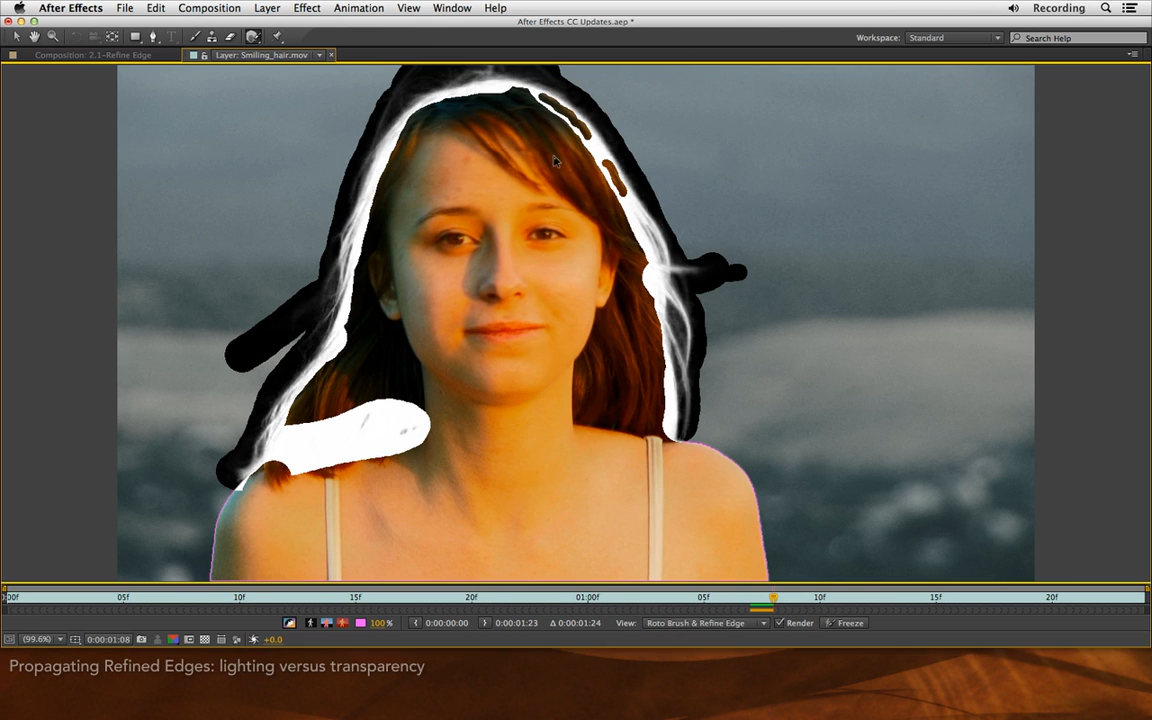 After Effects File Edit Composition Layer Effect Animation View Window Help Recording
After Effects CC Updates.aep *
Workspace: Standard Search Help
Composition: 2.1-Refine Edge Layer: Smiling_hair.mov
:00f 05f 10f 15f 20f 01:00f 05f 10f 15f 20f
100 % 0:00:00:00 0:00:01:23 Δ 0:00:01:24 View: Roto Brush & Refine Edge Render Freeze
(99.6%) 0:00:01:08 +0.0
Propagating Refined Edges: lighting versus transparency